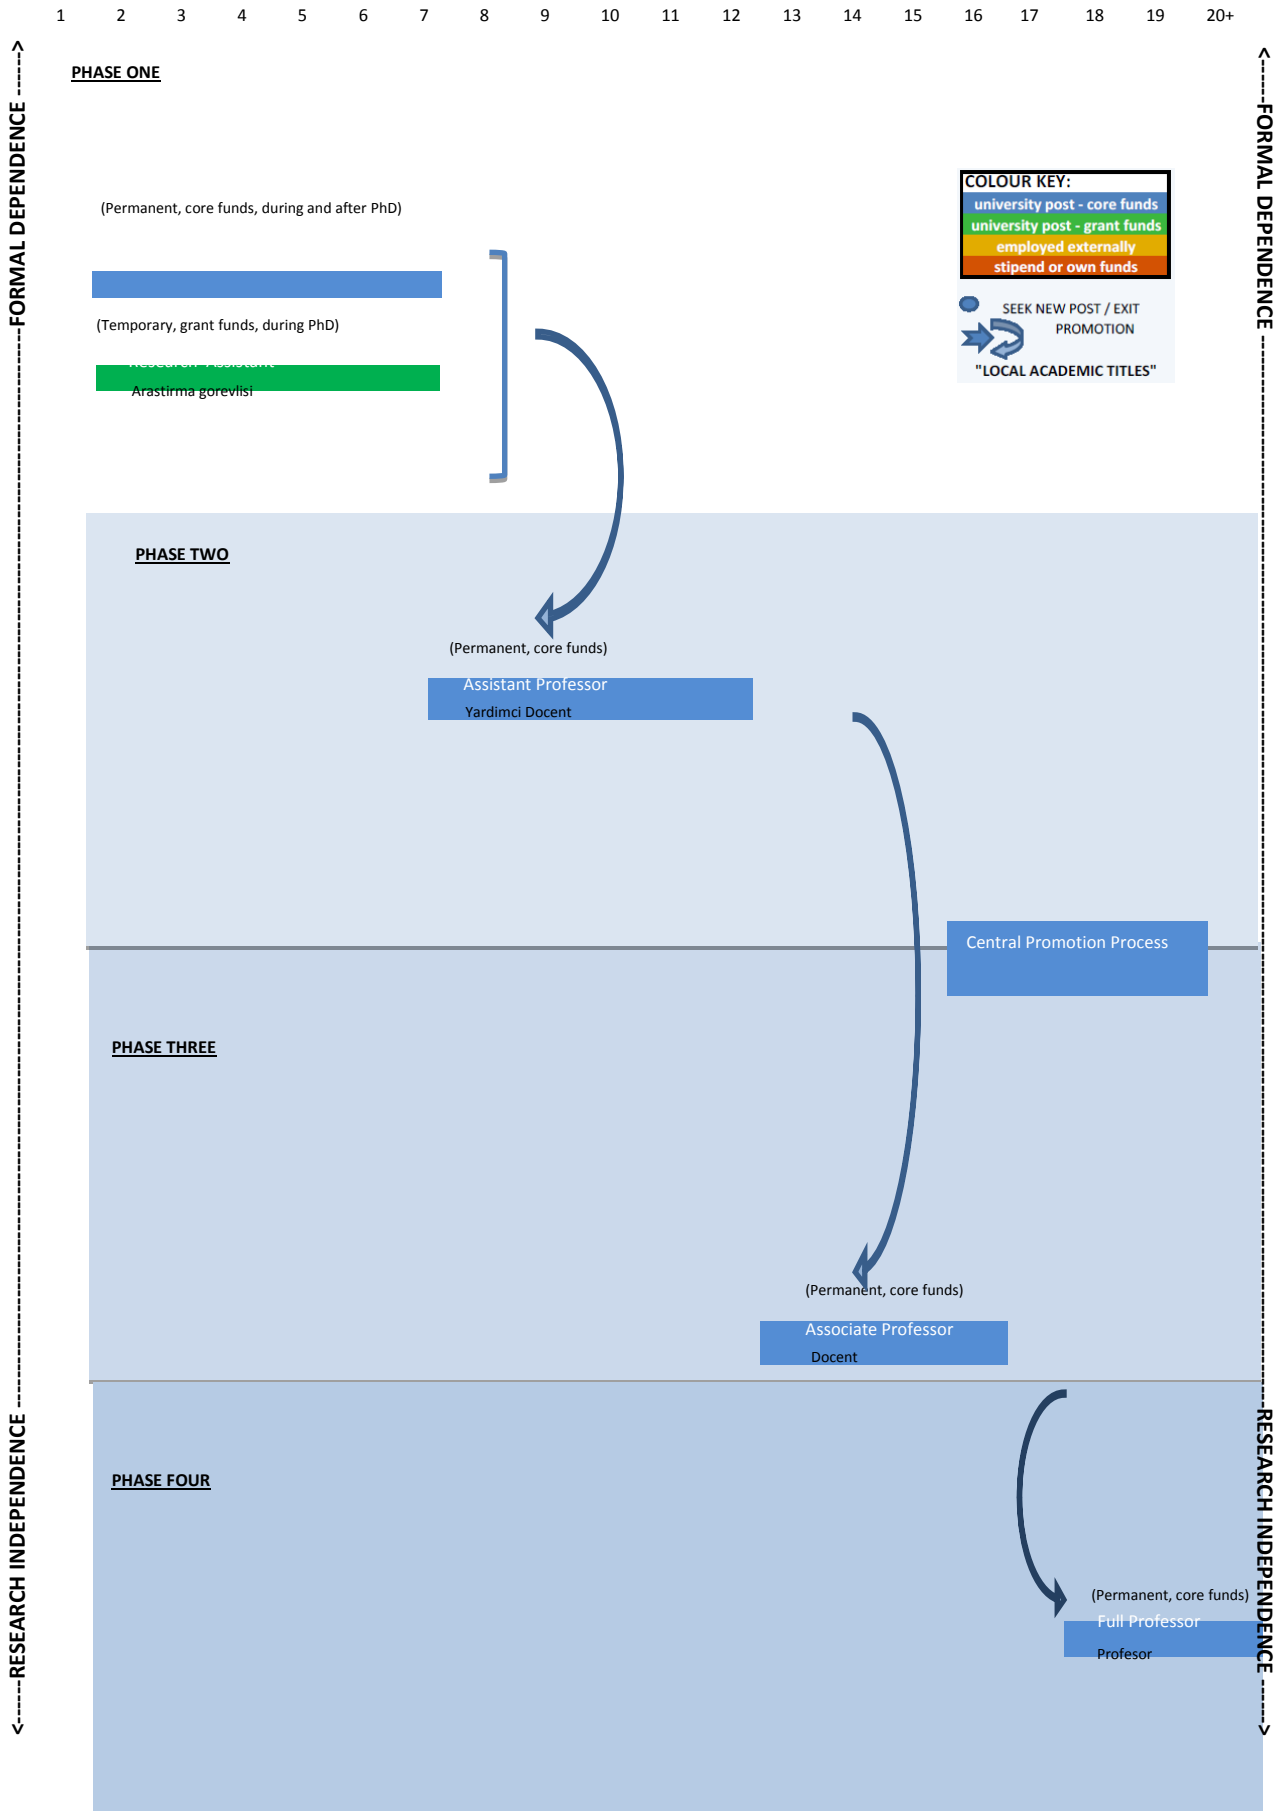 1 2 3 4 5 6 7 8 9 10 11 12 13 14 15 16 17 18 19 20+
<-----FORMAL DEPENDENCE
RESEARCH INDEPENDENCE ----->
PHASE ONE
(Permanent, core funds, during and after PhD)
(Temporary, grant funds, during PhD)
Research Assistant
Arastirma gorevlisi
COLOUR KEY:
university post - core funds
university post - grant funds
employed externally
stipend or own funds
SEEK NEW POST / EXIT
PROMOTION
"LOCAL ACADEMIC TITLES"
PHASE TWO
(Permanent, core funds)
Assistant Professor
Yardimci Docent
Central Promotion Process
PHASE THREE
(Permanent, core funds)
Associate Professor
Docent
PHASE FOUR
(Permanent, core funds)
Full Professor
Profesor
<-----FORMAL DEPENDENCE
RESEARCH INDEPENDENCE ----->